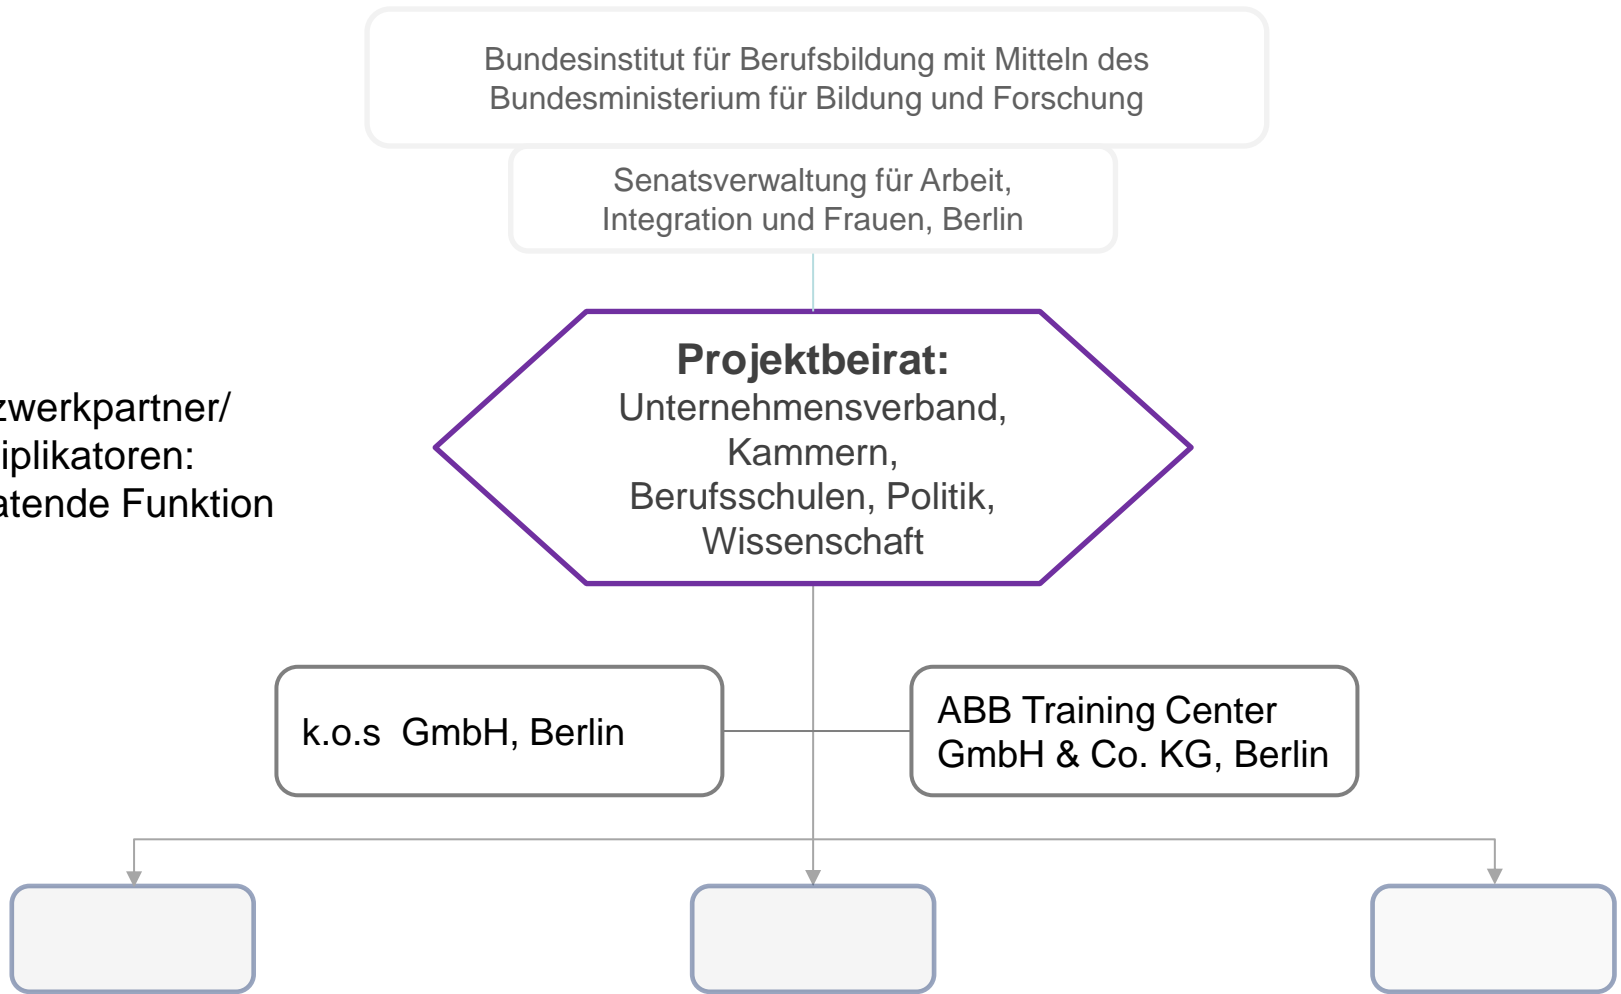 Bundesinstitut für Berufsbildung mit Mitteln des
Bundesministerium für Bildung und Forschung
Senatsverwaltung für Arbeit,
Integration und Frauen, Berlin
zwerkpartner/
iplikatoren:
atende Funktion
Projektbeirat:
Unternehmensverband,
Kammern,
Berufsschulen, Politik,
Wissenschaft
k.o.s GmbH, Berlin
ABB Training Center
GmbH & Co. KG, Berlin